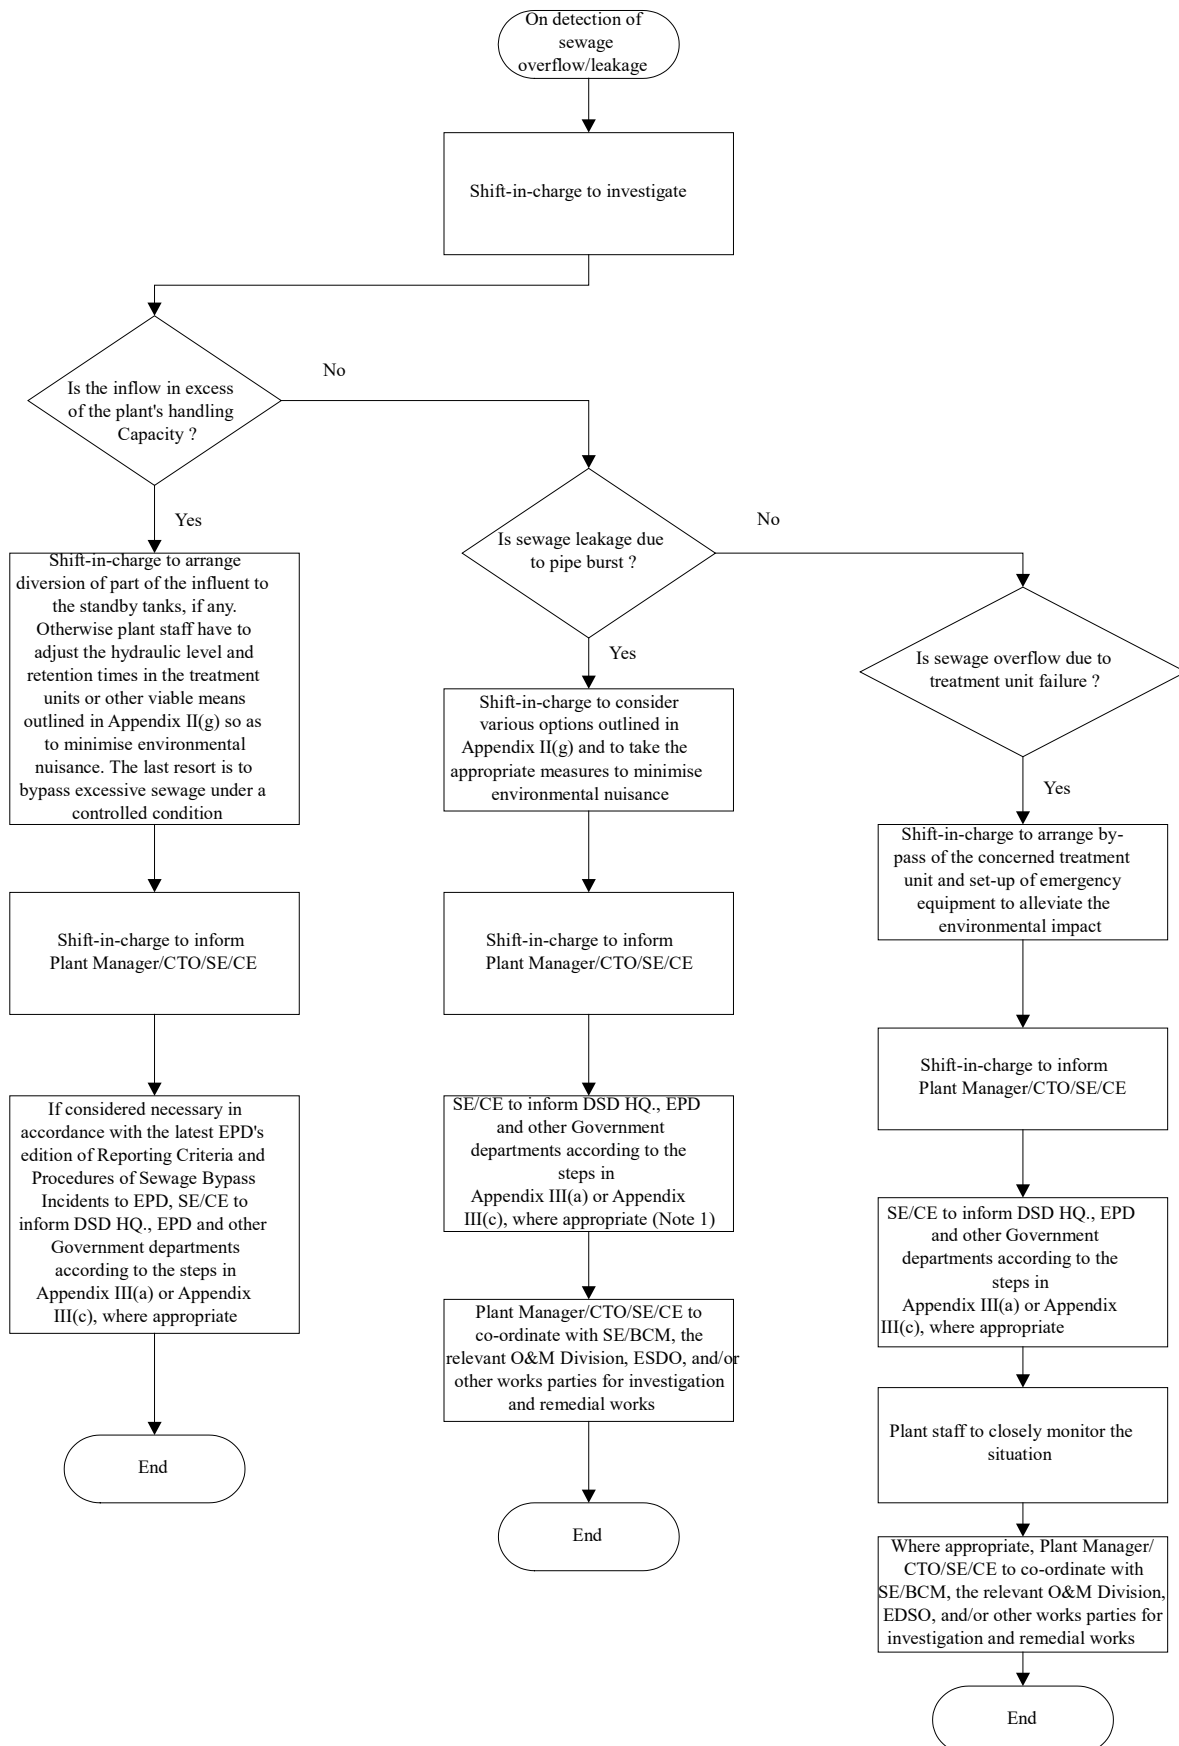 On detection of
sewage
overflow/leakage
Shift-in-charge to investigate
Is the inflow in excess
of the plant's handling
Capacity ?
No
Yes
Shift-in-charge to arrange
diversion of part of the influent to
the standby tanks, if any.
Otherwise plant staff have to
adjust the hydraulic level and
retention times in the treatment
units or other viable means
outlined in Appendix II(g) so as
to minimise environmental
nuisance. The last resort is to
bypass excessive sewage under a
controlled condition
Shift-in-charge to inform
Plant Manager/CTO/SE/CE
If considered necessary in
accordance with the latest EPD's
edition of Reporting Criteria and
Procedures of Sewage Bypass
Incidents to EPD, SE/CE to
inform DSD HQ., EPD and other
Government departments
according to the steps in
Appendix III(a) or Appendix
III(c), where appropriate
End
Is sewage leakage due
to pipe burst ?
No
Yes
Shift-in-charge to consider
various options outlined in
Appendix II(g) and to take the
appropriate measures to minimise
environmental nuisance
Shift-in-charge to inform
Plant Manager/CTO/SE/CE
SE/CE to inform DSD HQ., EPD
and other Government
departments according to the
steps in
Appendix III(a) or Appendix
III(c), where appropriate (Note 1)
Plant Manager/CTO/SE/CE to
co-ordinate with SE/BCM, the
relevant O&M Division, ESDO, and/or
other works parties for investigation
and remedial works
End
Is sewage overflow due to
treatment unit failure ?
Yes
Shift-in-charge to arrange by-
pass of the concerned treatment
unit and set-up of emergency
equipment to alleviate the
environmental impact
Shift-in-charge to inform
Plant Manager/CTO/SE/CE
SE/CE to inform DSD HQ., EPD
and other Government
departments according to the
steps in
Appendix III(a) or Appendix
III(c), where appropriate
Plant staff to closely monitor the
situation
Where appropriate, Plant Manager/
CTO/SE/CE to co-ordinate with
SE/BCM, the relevant O&M Division,
EDSO, and/or other works parties for
investigation and remedial works
End